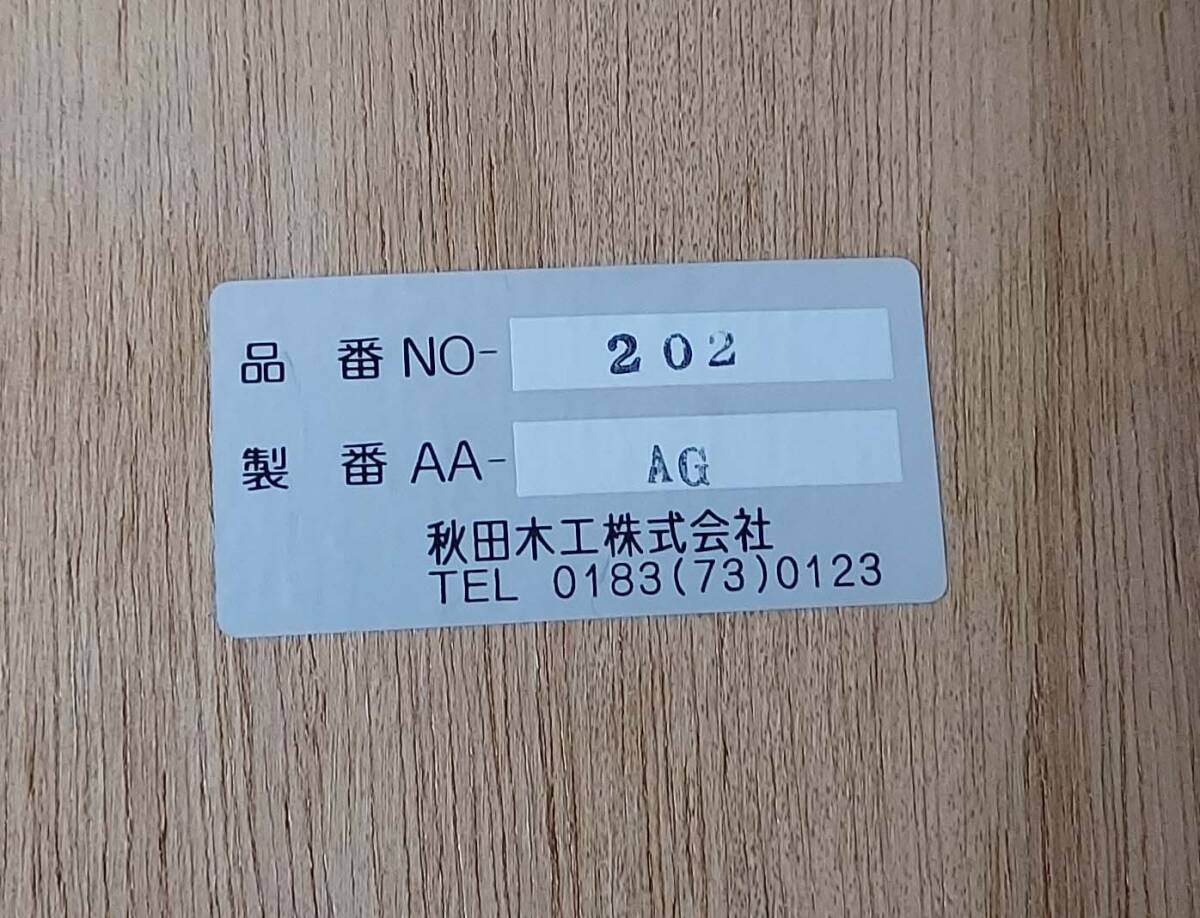 品 番 NO- 202
製 番 AA- AG
秋田木工株式会社
TEL 0183(73)0123